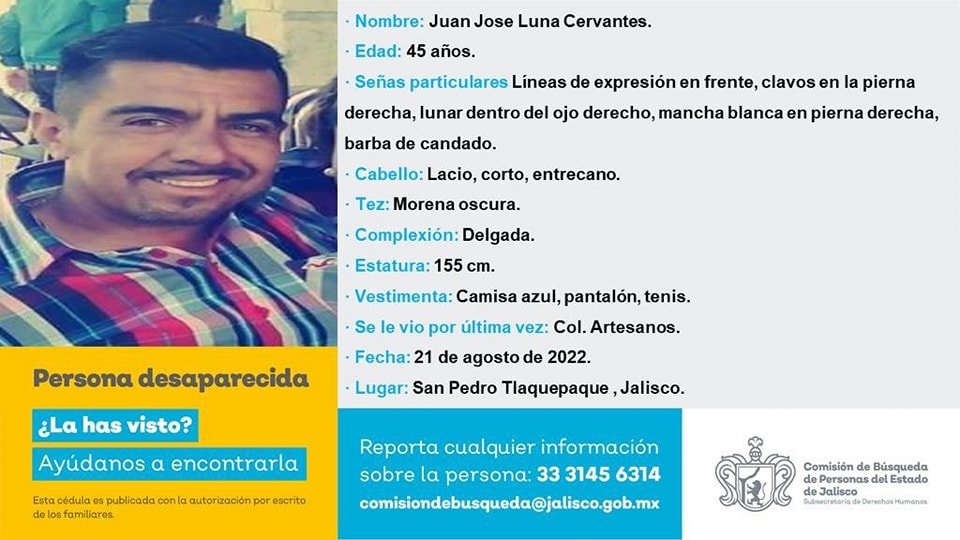 · Nombre: Juan Jose Luna Cervantes.
· Edad: 45 años.
· Señas particulares Líneas de expresión en frente, clavos en la pierna
derecha, lunar dentro del ojo derecho, mancha blanca en pierna derecha,
barba de candado.
· Cabello: Lacio, corto, entrecano.
· Tez: Morena oscura.
· Complexión: Delgada.
· Estatura: 155 cm.
· Vestimenta: Camisa azul, pantalón, tenis.
· Se le vio por última vez: Col. Artesanos.
· Fecha: 21 de agosto de 2022.
· Lugar: San Pedro Tlaquepaque , Jalisco.
Persona desaparecida
¿La has visto?
Ayúdanos a encontrarla
Esta cédula es publicada con la autorización por escrito
de los familiares.
Reporta cualquier información
sobre la persona: 33 3145 6314
comisiondebusqueda@jalisco.gob.mx
Comisión de Búsqueda
de Personas del Estado
de Jalisco
Subsecretaría de Derechos Humanos